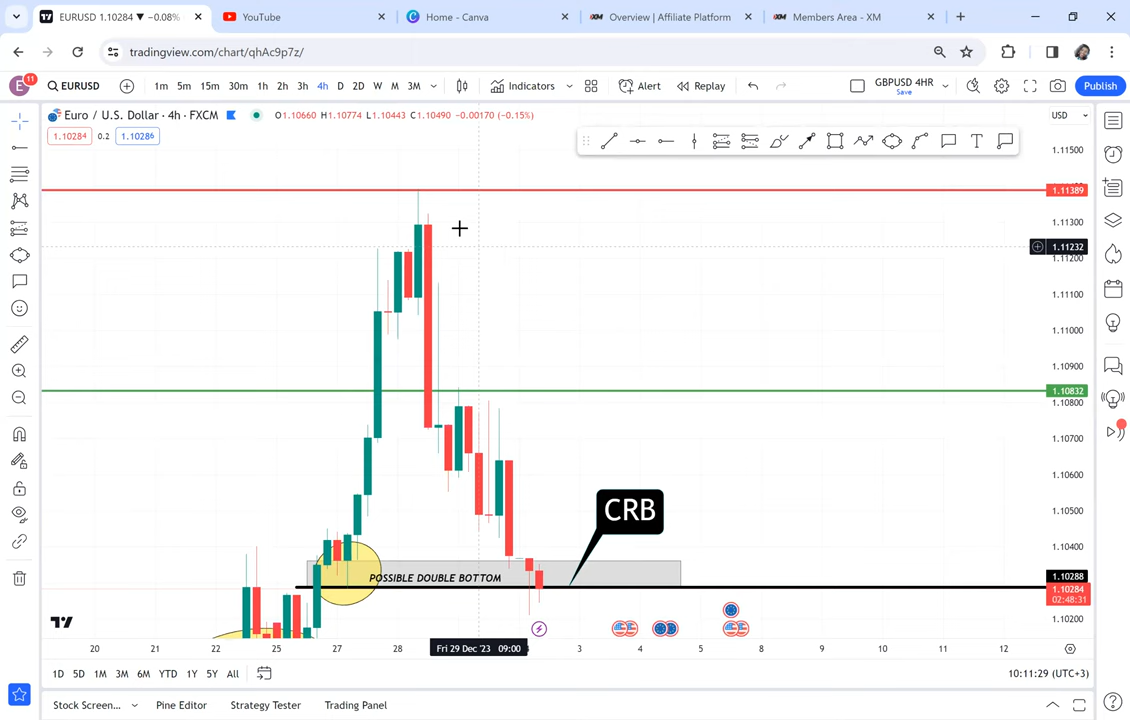 EURUSD 1.10284 ▼ −0.08%
YouTube
Home - Canva
XM Overview | Affiliate Platform
XM Members Area - XM
tradingview.com/chart/qhAc9p7z/
E 11 EURUSD 1m 5m 15m 30m 1h 2h 3h 4h D 2D W M 3M Indicators Alert Replay GBPUSD 4HR Save Publish
Euro / U.S. Dollar · 4h · FXCM O1.10660 H1.10774 L1.10443 C1.10490 −0.00170 (−0.15%) USD
1.10284 0.2 1.10286
1.11500
1.11389
1.11300
1.11232
1.11200
1.11100
1.11000
1.10900
1.10832
1.10800
1.10700
1.10600
1.10500
CRB
1.10400
POSSIBLE DOUBLE BOTTOM
1.10288
1.10284
02:48:31
1.10200
20 21 22 25 26 27 28 Fri 29 Dec '23 09:00 3 4 5 8 9 10 11 12
1D 5D 1M 3M 6M YTD 1Y 5Y All 10:11:29 (UTC+3)
Stock Screen... Pine Editor Strategy Tester Trading Panel